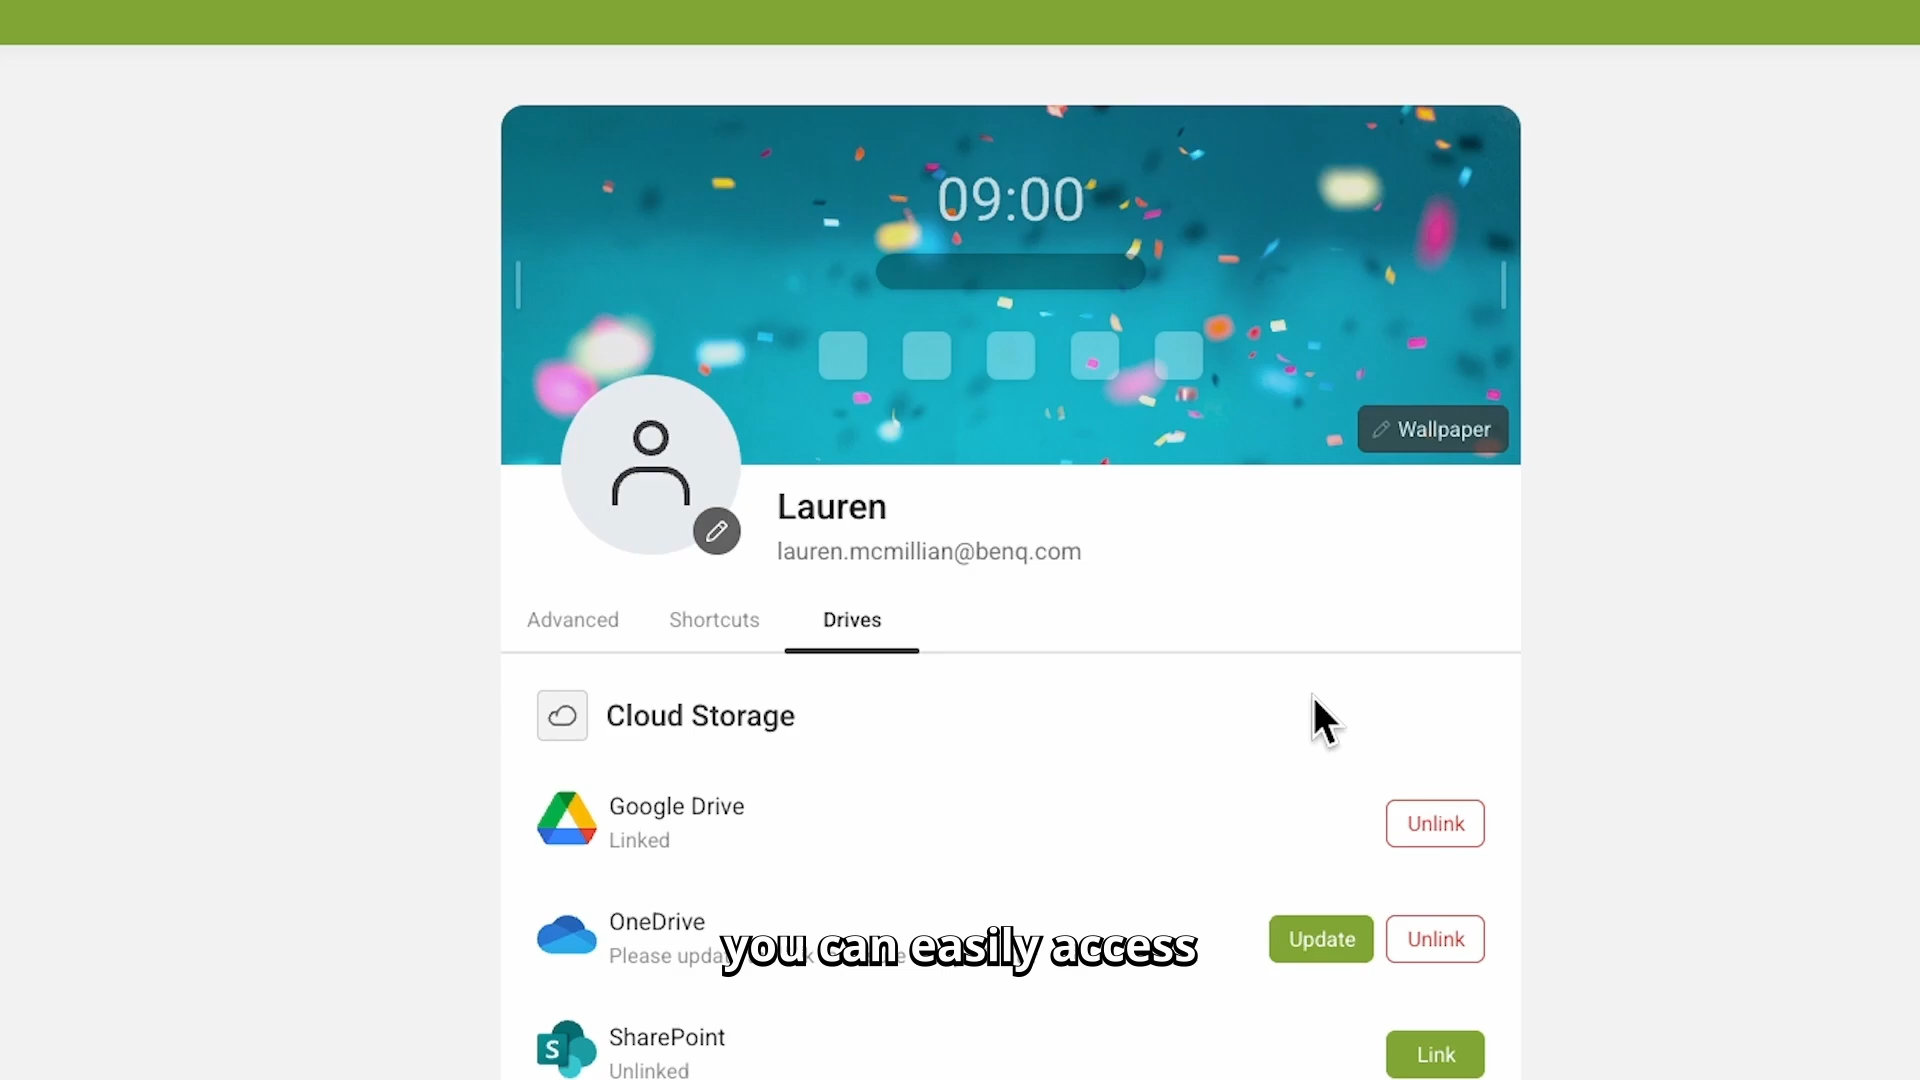 09:00
Wallpaper
Lauren
lauren.mcmillian@benq.com
Advanced
Shortcuts
Drives
Cloud Storage
Google Drive
Linked
Unlink
OneDrive
Please
Update
Unlink
you can easily access
SharePoint
S
Unlinked
Link